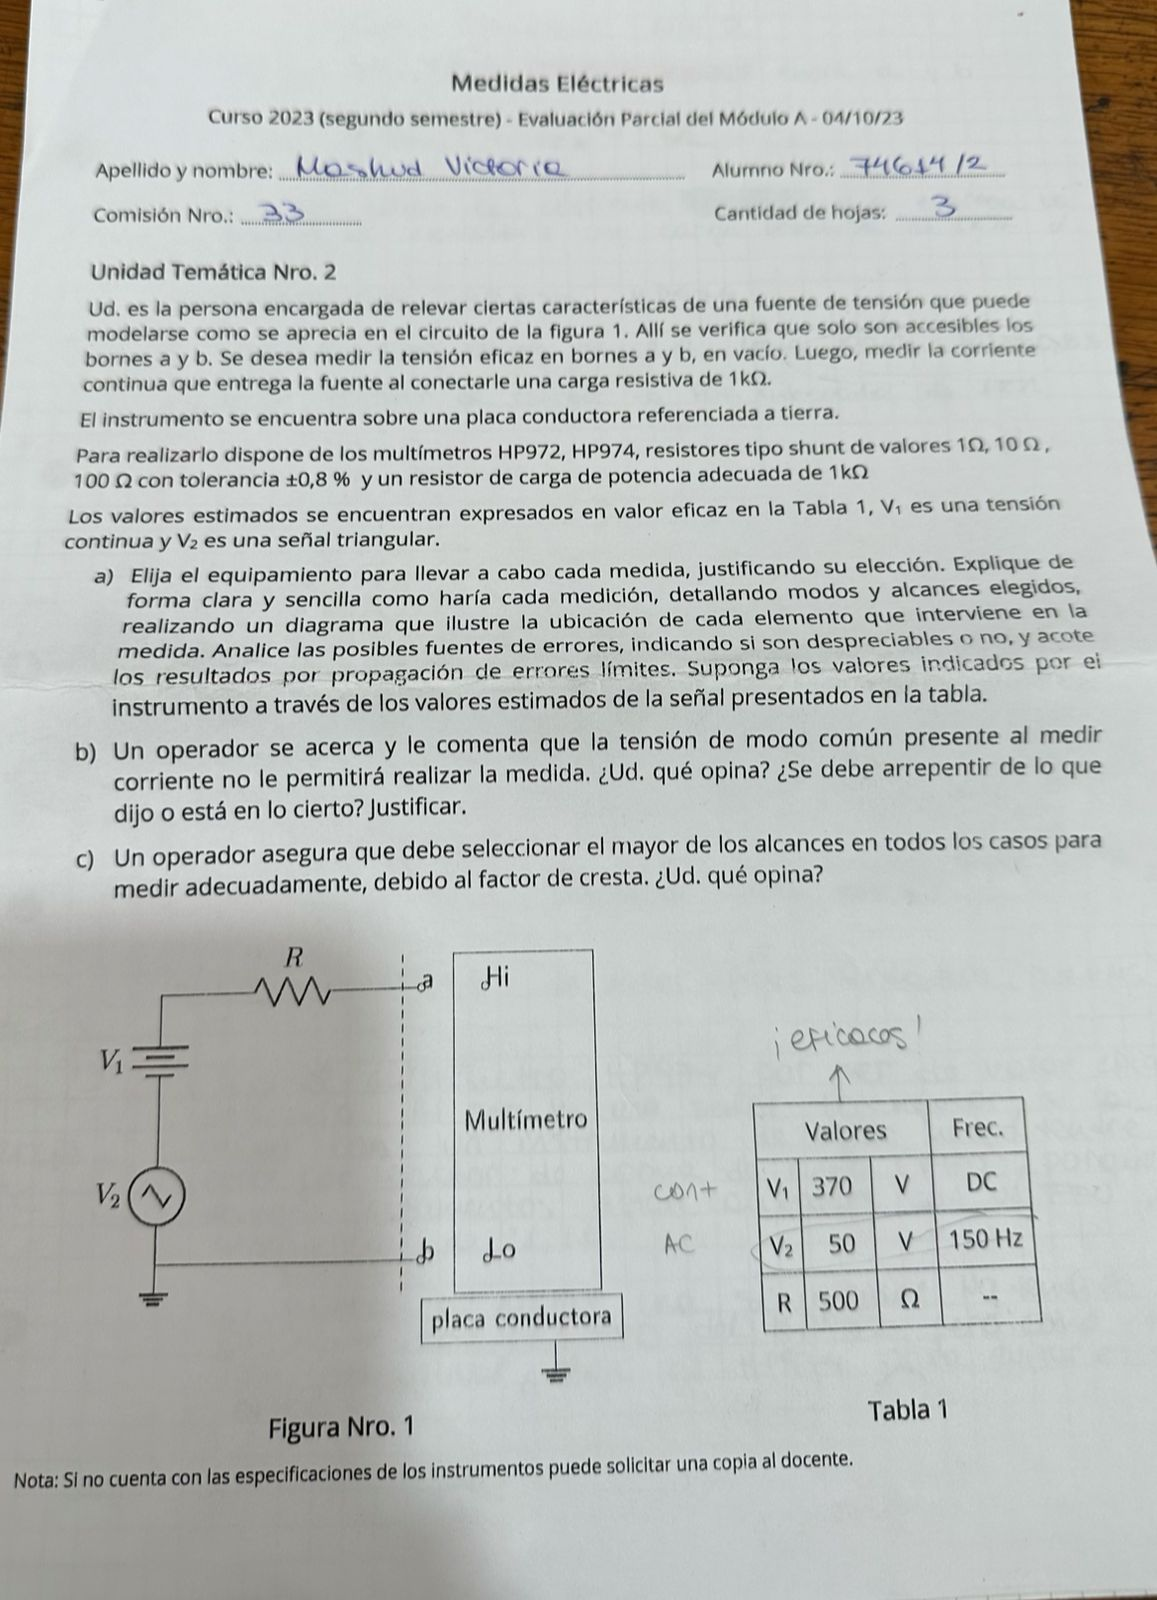 Medidas Eléctricas
Curso 2023 (segundo semestre) - Evaluación Parcial del Módulo A - 04/10/23
Apellido y nombre: Mashud Victoria Alumno Nro.: 74614/2
Comisión Nro.: 33 Cantidad de hojas: 3
Unidad Temática Nro. 2
Ud. es la persona encargada de relevar ciertas características de una fuente de tensión que puede
modelarse como se aprecia en el circuito de la figura 1. Allí se verifica que solo son accesibles los
bornes a y b. Se desea medir la tensión eficaz en bornes a y b, en vacío. Luego, medir la corriente
continua que entrega la fuente al conectarle una carga resistiva de 1kΩ.
El instrumento se encuentra sobre una placa conductora referenciada a tierra.
Para realizarlo dispone de los multímetros HP972, HP974, resistores tipo shunt de valores 1Ω, 10 Ω ,
100 Ω con tolerancia ±0,8 % y un resistor de carga de potencia adecuada de 1kΩ
Los valores estimados se encuentran expresados en valor eficaz en la Tabla 1, V₁ es una tensión
continua y V₂ es una señal triangular.
a) Elija el equipamiento para llevar a cabo cada medida, justificando su elección. Explique de
forma clara y sencilla como haría cada medición, detallando modos y alcances elegidos,
realizando un diagrama que ilustre la ubicación de cada elemento que interviene en la
medida. Analice las posibles fuentes de errores, indicando si son despreciables o no, y acote
los resultados por propagación de errores límites. Suponga los valores indicados por el
instrumento a través de los valores estimados de la señal presentados en la tabla.
b) Un operador se acerca y le comenta que la tensión de modo común presente al medir
corriente no le permitirá realizar la medida. ¿Ud. qué opina? ¿Se debe arrepentir de lo que
dijo o está en lo cierto? Justificar.
c) Un operador asegura que debe seleccionar el mayor de los alcances en todos los casos para
medir adecuadamente, debido al factor de cresta. ¿Ud. qué opina?
R
a Hi
V₁
Multímetro
V₂
b Lo
placa conductora
Figura Nro. 1
¡eficaces!
Valores Frec.
cont V₁ 370 V DC
AC V₂ 50 V 150 Hz
R 500 Ω --
Tabla 1
Nota: Si no cuenta con las especificaciones de los instrumentos puede solicitar una copia al docente.